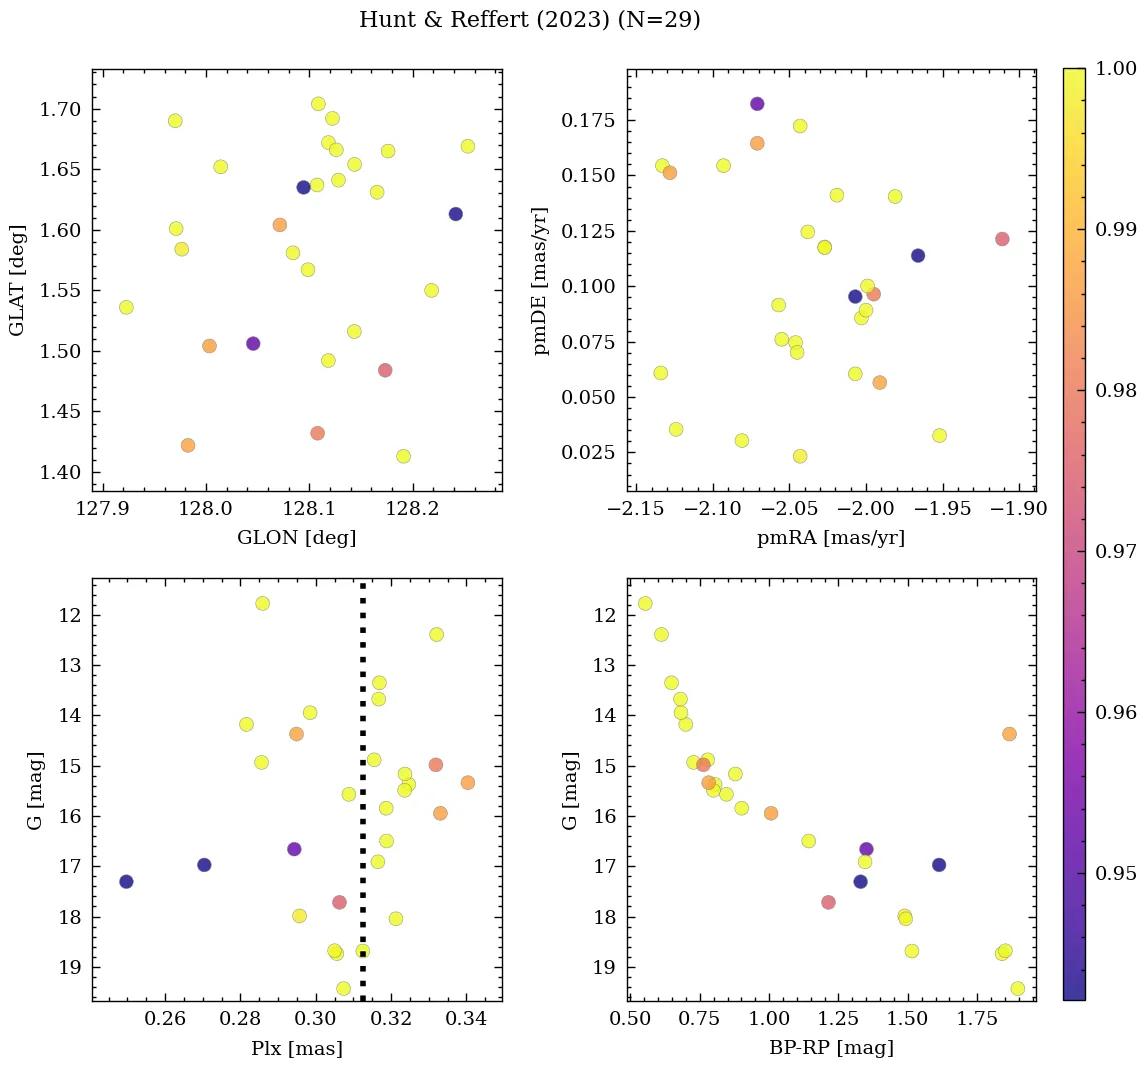 Hunt & Reffert (2023) (N=29)
1.70
1.65
1.60
1.55
1.50
1.45
1.40
GLAT [deg]
127.9 128.0 128.1 128.2
GLON [deg]
0.175
0.150
0.125
0.100
0.075
0.050
0.025
pmDE [mas/yr]
−2.15 −2.10 −2.05 −2.00 −1.95 −1.90
pmRA [mas/yr]
12
13
14
15
16
17
18
19
G [mag]
0.26 0.28 0.30 0.32 0.34
Plx [mas]
12
13
14
15
16
17
18
19
G [mag]
0.50 0.75 1.00 1.25 1.50 1.75
BP-RP [mag]
1.00
0.99
0.98
0.97
0.96
0.95